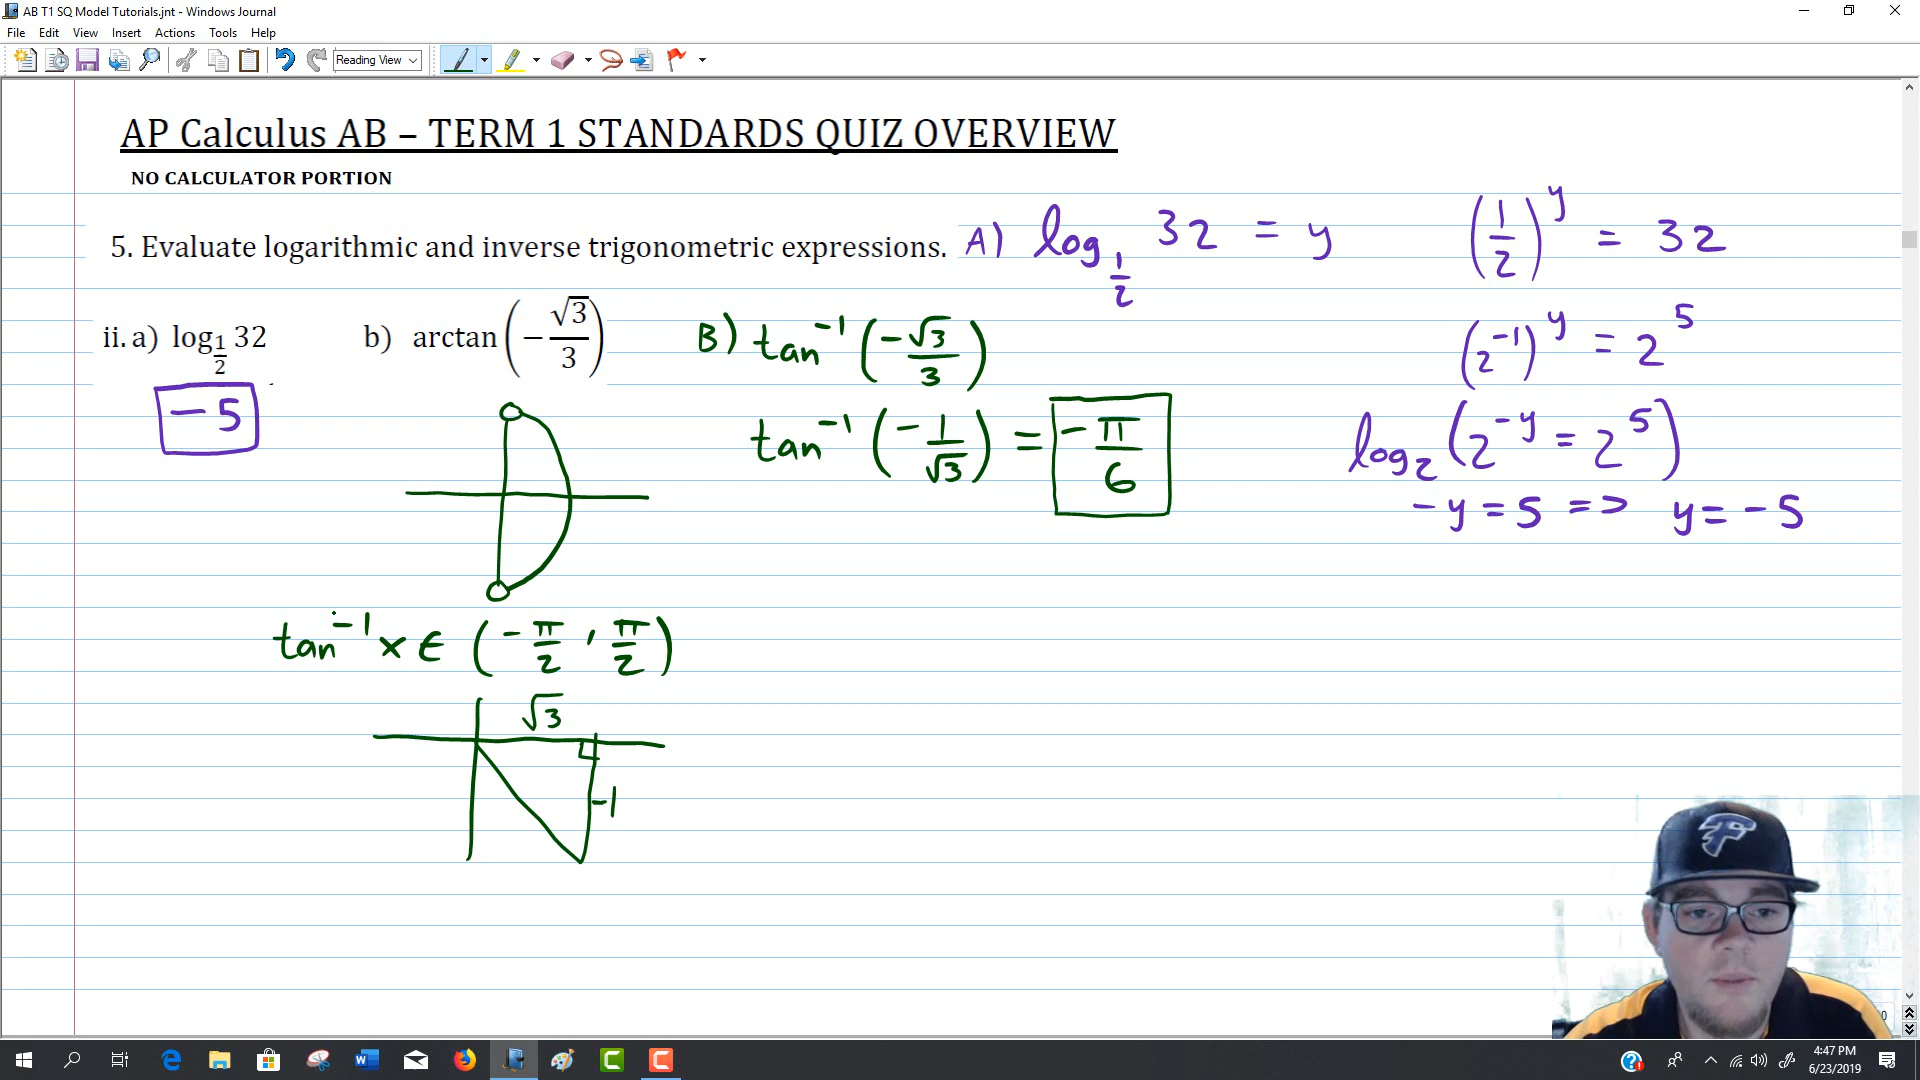 AB T1 SQ Model Tutorials.jnt - Windows Journal
File Edit View Insert Actions Tools Help
Reading View
AP Calculus AB – TERM 1 STANDARDS QUIZ OVERVIEW
NO CALCULATOR PORTION
5. Evaluate logarithmic and inverse trigonometric expressions.
ii. a) log_{1/2} 32 b) arctan(-√3/3)
-5
A) log_{1/2} 32 = y
(1/2)^y = 32
(2^{-1})^y = 2^5
log_2 (2^{-y} = 2^5)
-y = 5 => y = -5
B) tan^{-1} (-√3/3)
tan^{-1} (-1/√3) = -π/6
tan^{-1} x ∈ (-π/2, π/2)
√3
-1
4:47 PM
6/23/2019